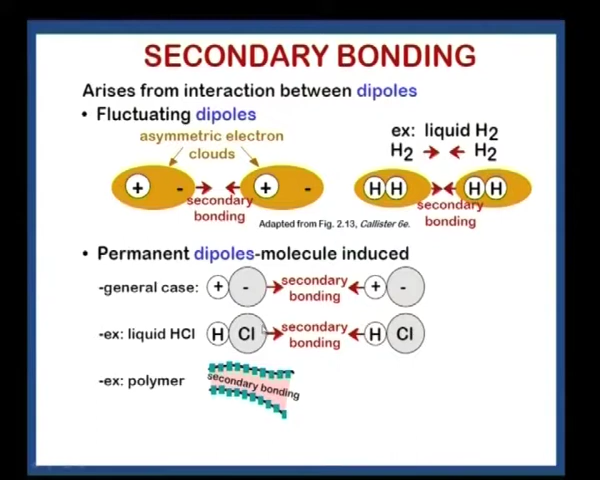 SECONDARY BONDING
Arises from interaction between dipoles
• Fluctuating dipoles
asymmetric electron
clouds
+ - + -
secondary
bonding
ex: liquid H2
H2 H2
H H H H
secondary
bonding
Adapted from Fig. 2.13, Callister 6e.
• Permanent dipoles-molecule induced
-general case: + - secondary bonding + -
-ex: liquid HCl H Cl secondary bonding H Cl
-ex: polymer secondary bonding